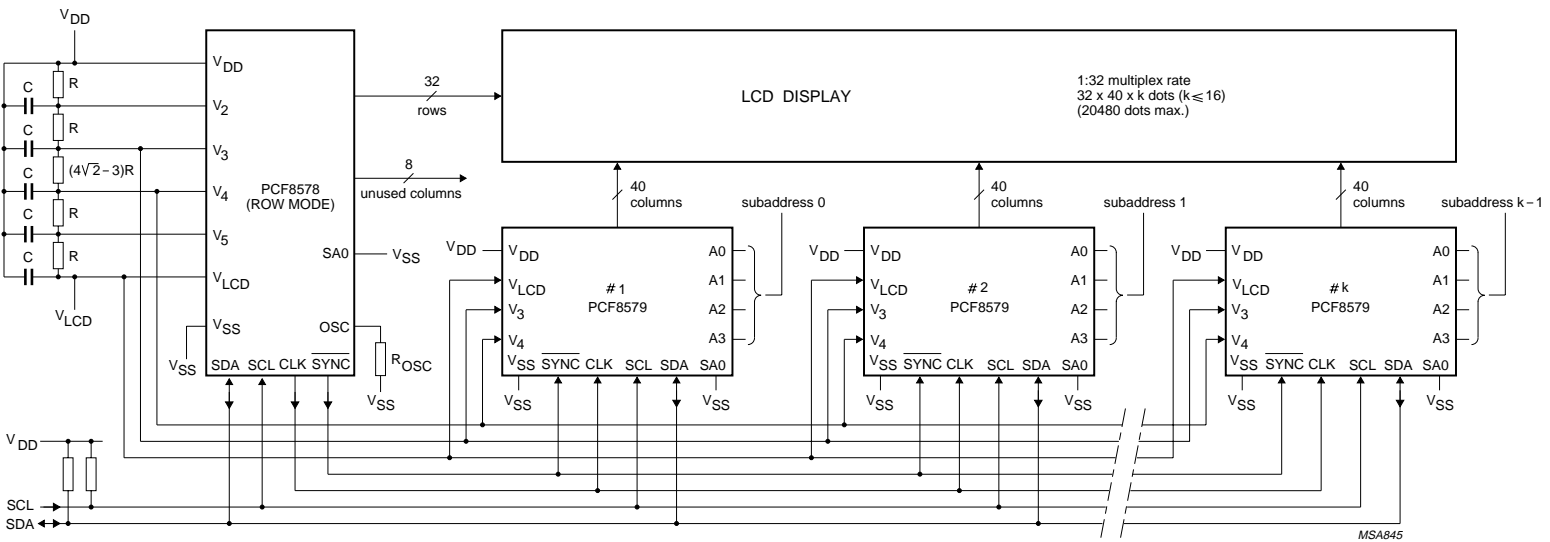 VDD
C
C
C
C
C
R
R
(4√2−3)R
R
R
VLCD
VDD
V2
V3
V4
V5
VLCD
VSS
PCF8578
(ROW MODE)
SA0
OSC
SDA SCL CLK SYNC
VSS
VSS
ROSC
VSS
32
rows
8
unused columns
LCD DISPLAY
1:32 multiplex rate
32 x 40 x k dots (k⩽16)
(20480 dots max.)
40
columns
subaddress 0
40
columns
subaddress 1
40
columns
subaddress k−1
VDD
VDD
VLCD
V3
V4
#1
PCF8579
A0
A1
A2
A3
VSS SYNC CLK SCL SDA SA0
VSS
VSS
VDD
VDD
VLCD
V3
V4
#2
PCF8579
A0
A1
A2
A3
VSS SYNC CLK SCL SDA SA0
VSS
VSS
VDD
VDD
VLCD
V3
V4
#k
PCF8579
A0
A1
A2
A3
VSS SYNC CLK SCL SDA SA0
VSS
VSS
VDD
SCL
SDA
MSA845